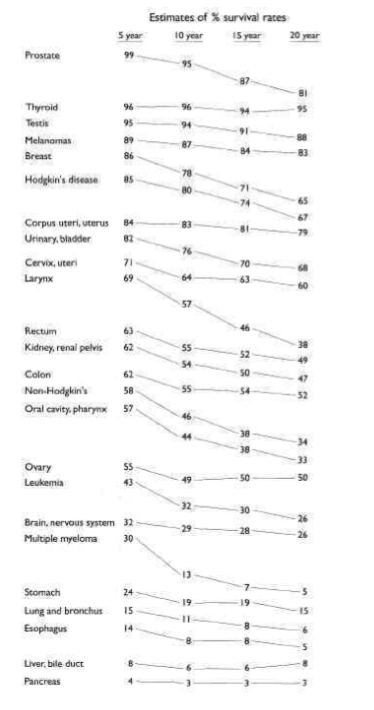 Estimates of % survival rates
5 year 10 year 15 year 20 year
Prostate 99 95 87 81
Thyroid 96 96 94 95
Testis 95 94 91 88
Melanomas 89 87 84 83
Breast 86 78 71 65
Hodgkin's disease 85 80 74 67
Corpus uteri, uterus 84 83 81 79
Urinary, bladder 82 76 70 68
Cervix, uteri 71 64 63 60
Larynx 69 57 46 38
Rectum 63 55 52 49
Kidney, renal pelvis 62 54 50 47
Colon 62 55 54 52
Non-Hodgkin's 58 46 38 34
Oral cavity, pharynx 57 44 38 33
Ovary 55 49 50 50
Leukemia 43 32 30 26
Brain, nervous system 32 29 28 26
Multiple myeloma 30 13 7 5
Stomach 24 19 19 15
Lung and bronchus 15 11 8 6
Esophagus 14 8 8 5
Liver, bile duct 8 6 6 8
Pancreas 4 3 3 3